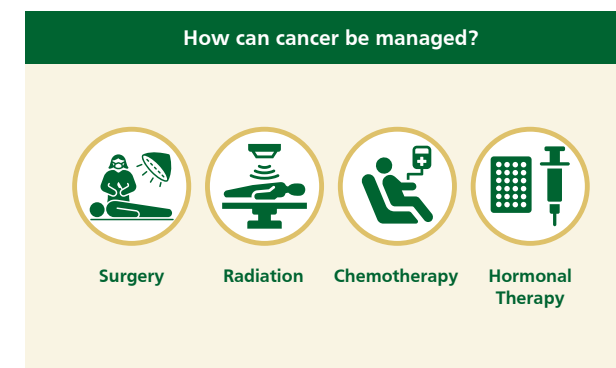 How can cancer be managed?
Surgery
Radiation
Chemotherapy
Hormonal
Therapy